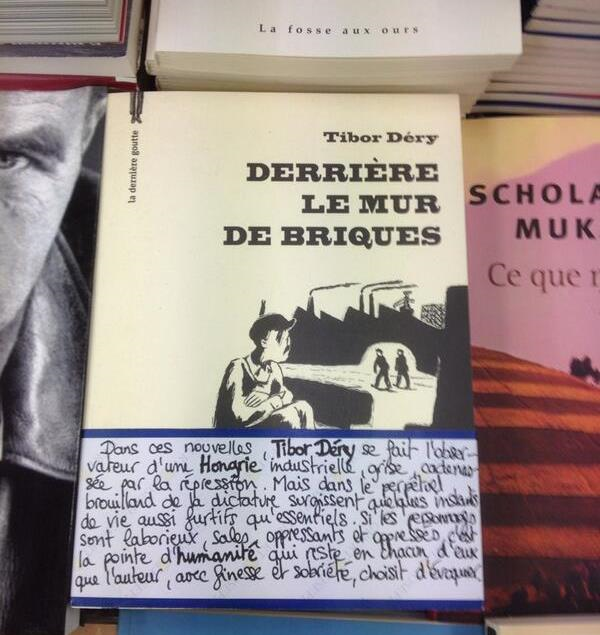 La fosse aux ours
la dernière goutte
Tibor Déry
DERRIÈRE
LE MUR
DE BRIQUES
SCHOLA
MUK
Ce que
Dans ces nouvelles, Tibor Déry se fait l'obser-
vateur d'une Hongrie industrielle, grise, cadenas-
sée par la répression. Mais dans le perpétuel
brouillard de la dictature surgissent quelques instants
de vie aussi furtifs qu'essentiels. Si les personnages
sont laborieux, sales, oppressants et oppressés, c'est
la pointe d'humanité qui reste en chacun d'eux
que l'auteur, avec finesse et sobriété, choisit d'évoquer.